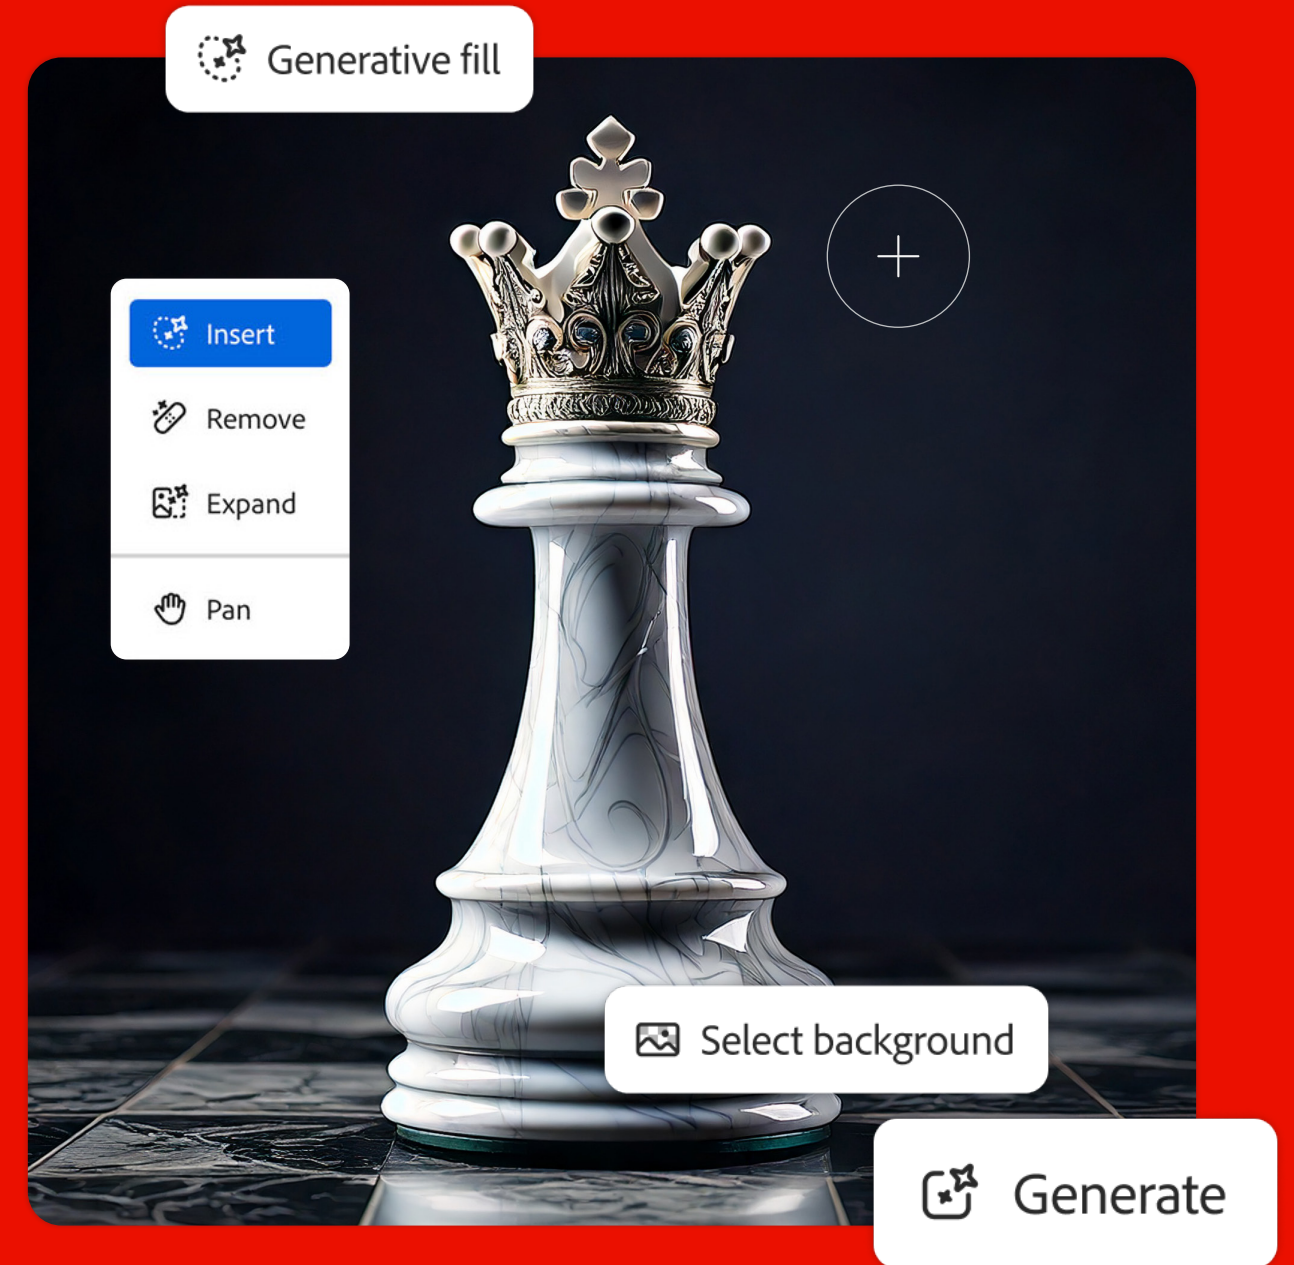 Generative fill
Insert
Remove
Expand
Pan
Select background
Generate